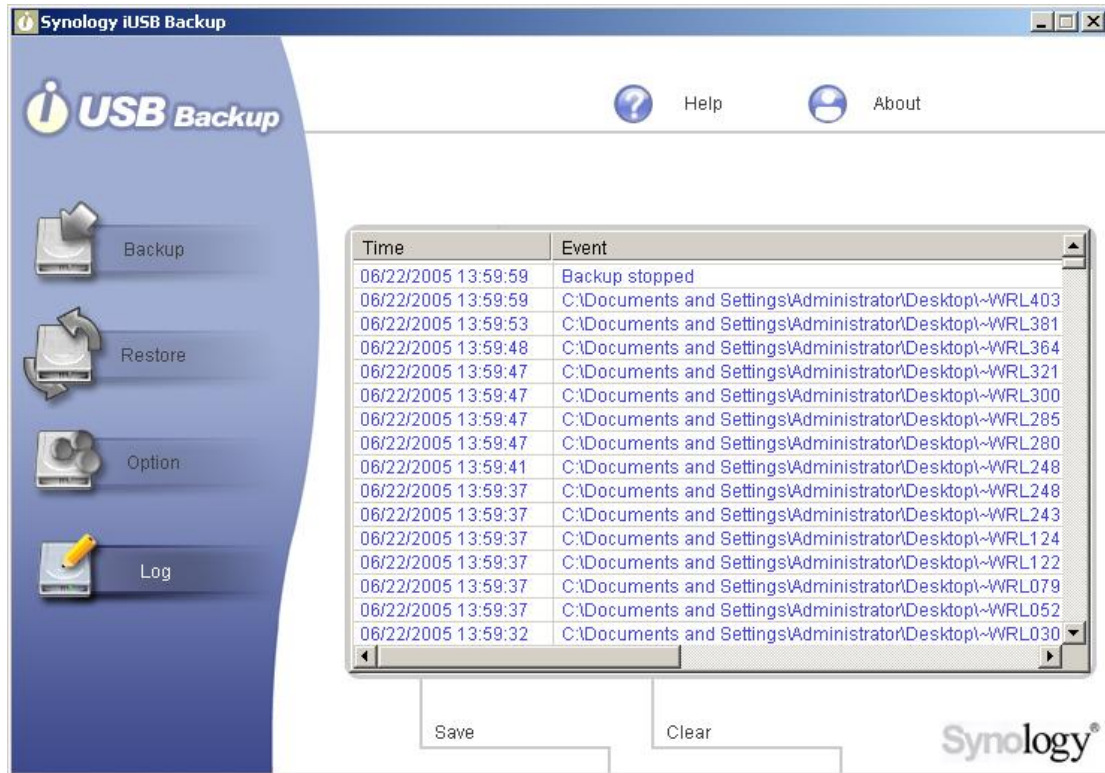 Synology iUSB Backup
i USB Backup
Help
About
Backup
Restore
Option
Log
Time Event
06/22/2005 13:59:59 Backup stopped
06/22/2005 13:59:59 C:\Documents and Settings\Administrator\Desktop\~WRL403
06/22/2005 13:59:53 C:\Documents and Settings\Administrator\Desktop\~WRL381
06/22/2005 13:59:48 C:\Documents and Settings\Administrator\Desktop\~WRL364
06/22/2005 13:59:47 C:\Documents and Settings\Administrator\Desktop\~WRL321
06/22/2005 13:59:47 C:\Documents and Settings\Administrator\Desktop\~WRL300
06/22/2005 13:59:47 C:\Documents and Settings\Administrator\Desktop\~WRL285
06/22/2005 13:59:47 C:\Documents and Settings\Administrator\Desktop\~WRL280
06/22/2005 13:59:41 C:\Documents and Settings\Administrator\Desktop\~WRL248
06/22/2005 13:59:37 C:\Documents and Settings\Administrator\Desktop\~WRL248
06/22/2005 13:59:37 C:\Documents and Settings\Administrator\Desktop\~WRL243
06/22/2005 13:59:37 C:\Documents and Settings\Administrator\Desktop\~WRL124
06/22/2005 13:59:37 C:\Documents and Settings\Administrator\Desktop\~WRL122
06/22/2005 13:59:37 C:\Documents and Settings\Administrator\Desktop\~WRL079
06/22/2005 13:59:37 C:\Documents and Settings\Administrator\Desktop\~WRL052
06/22/2005 13:59:32 C:\Documents and Settings\Administrator\Desktop\~WRL030
Save
Clear
Synology®